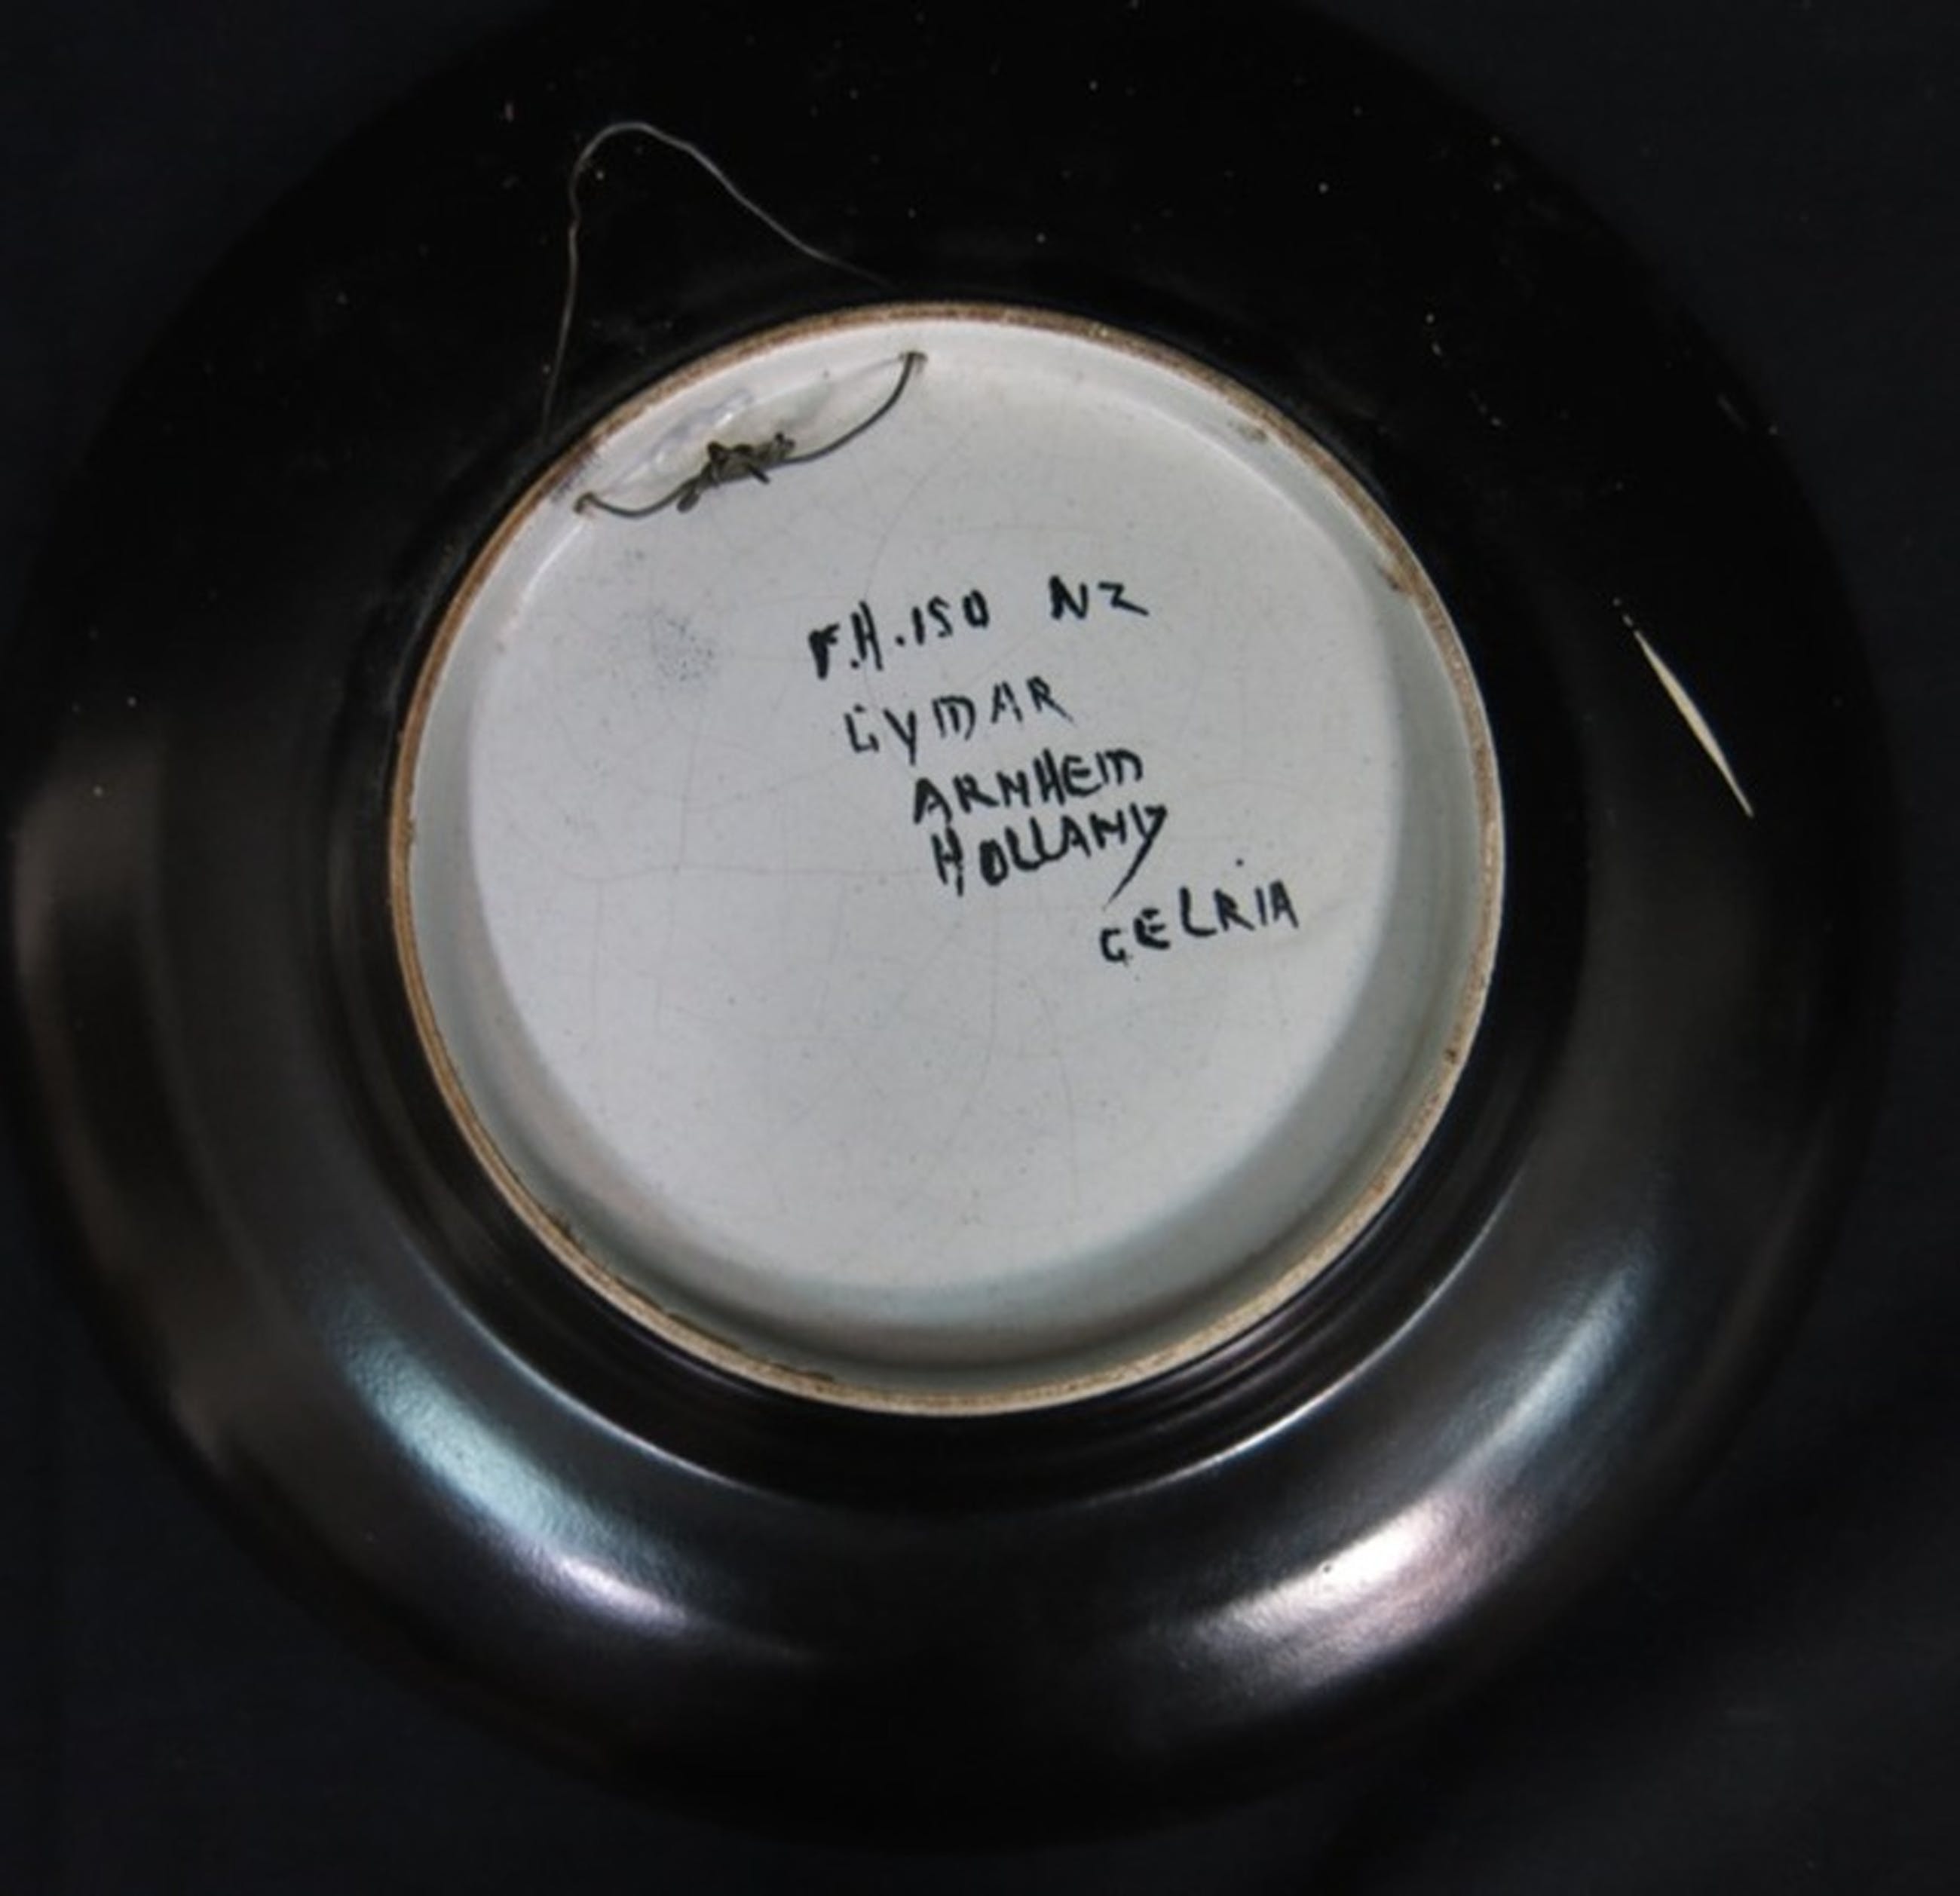 F.H.150 NZ
GYMAR
ARNHEM
HOLLAND
GELRIA